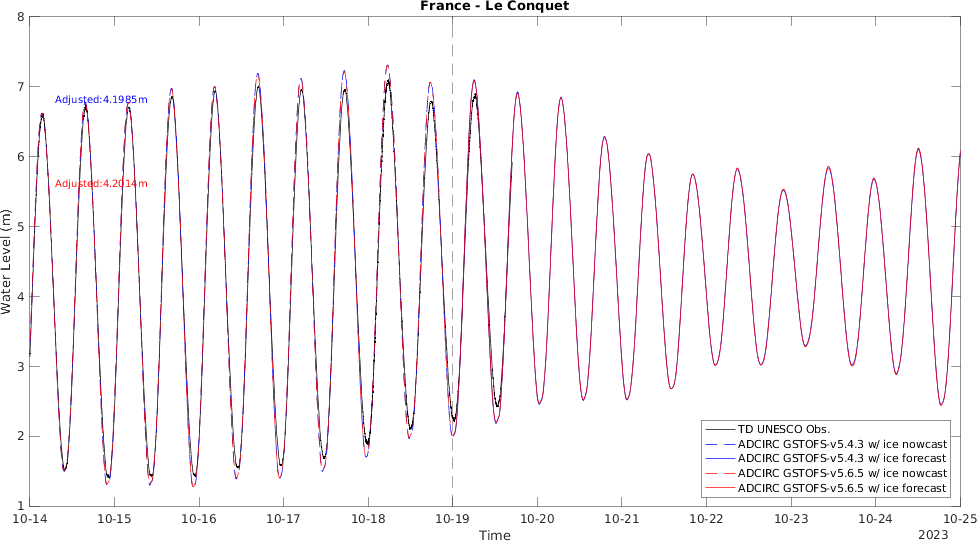 France - Le Conquet
8
7
6
5
4
3
2
1
Water Level (m)
Adjusted:4.1985m
Adjusted:4.2014m
TD UNESCO Obs.
ADCIRC GSTOFS-v5.4.3 w/ ice nowcast
ADCIRC GSTOFS-v5.4.3 w/ ice forecast
ADCIRC GSTOFS-v5.6.5 w/ ice nowcast
ADCIRC GSTOFS-v5.6.5 w/ ice forecast
10-14 10-15 10-16 10-17 10-18 10-19 10-20 10-21 10-22 10-23 10-24 10-25
Time
2023